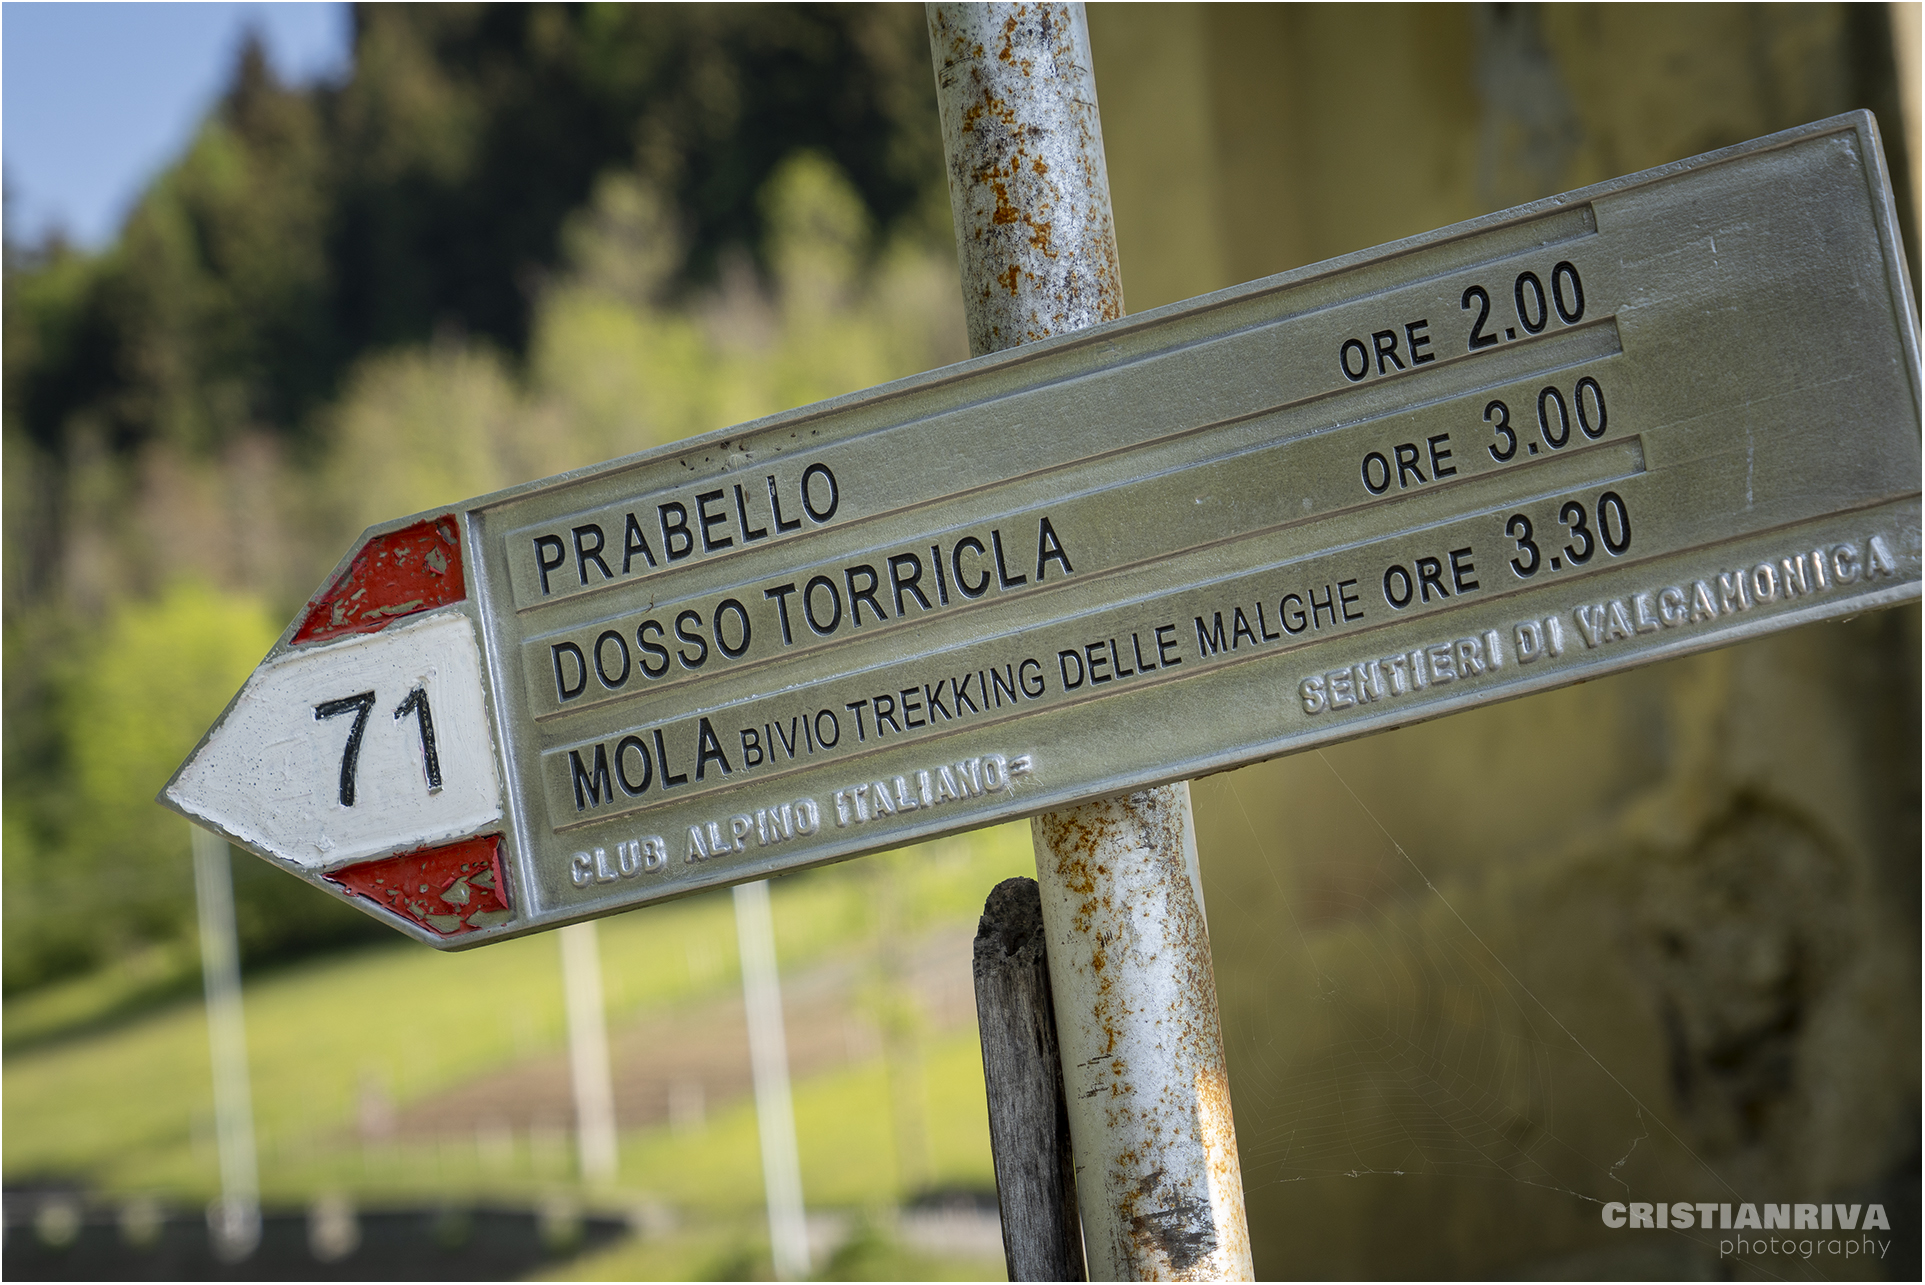 71
PRABELLO ORE 2.00
DOSSO TORRICLA ORE 3.00
MOLA BIVIO TREKKING DELLE MALGHE ORE 3.30
CLUB ALPINO ITALIANO - SENTIERI DI VALCAMONICA
CRISTIANRIVA
photography